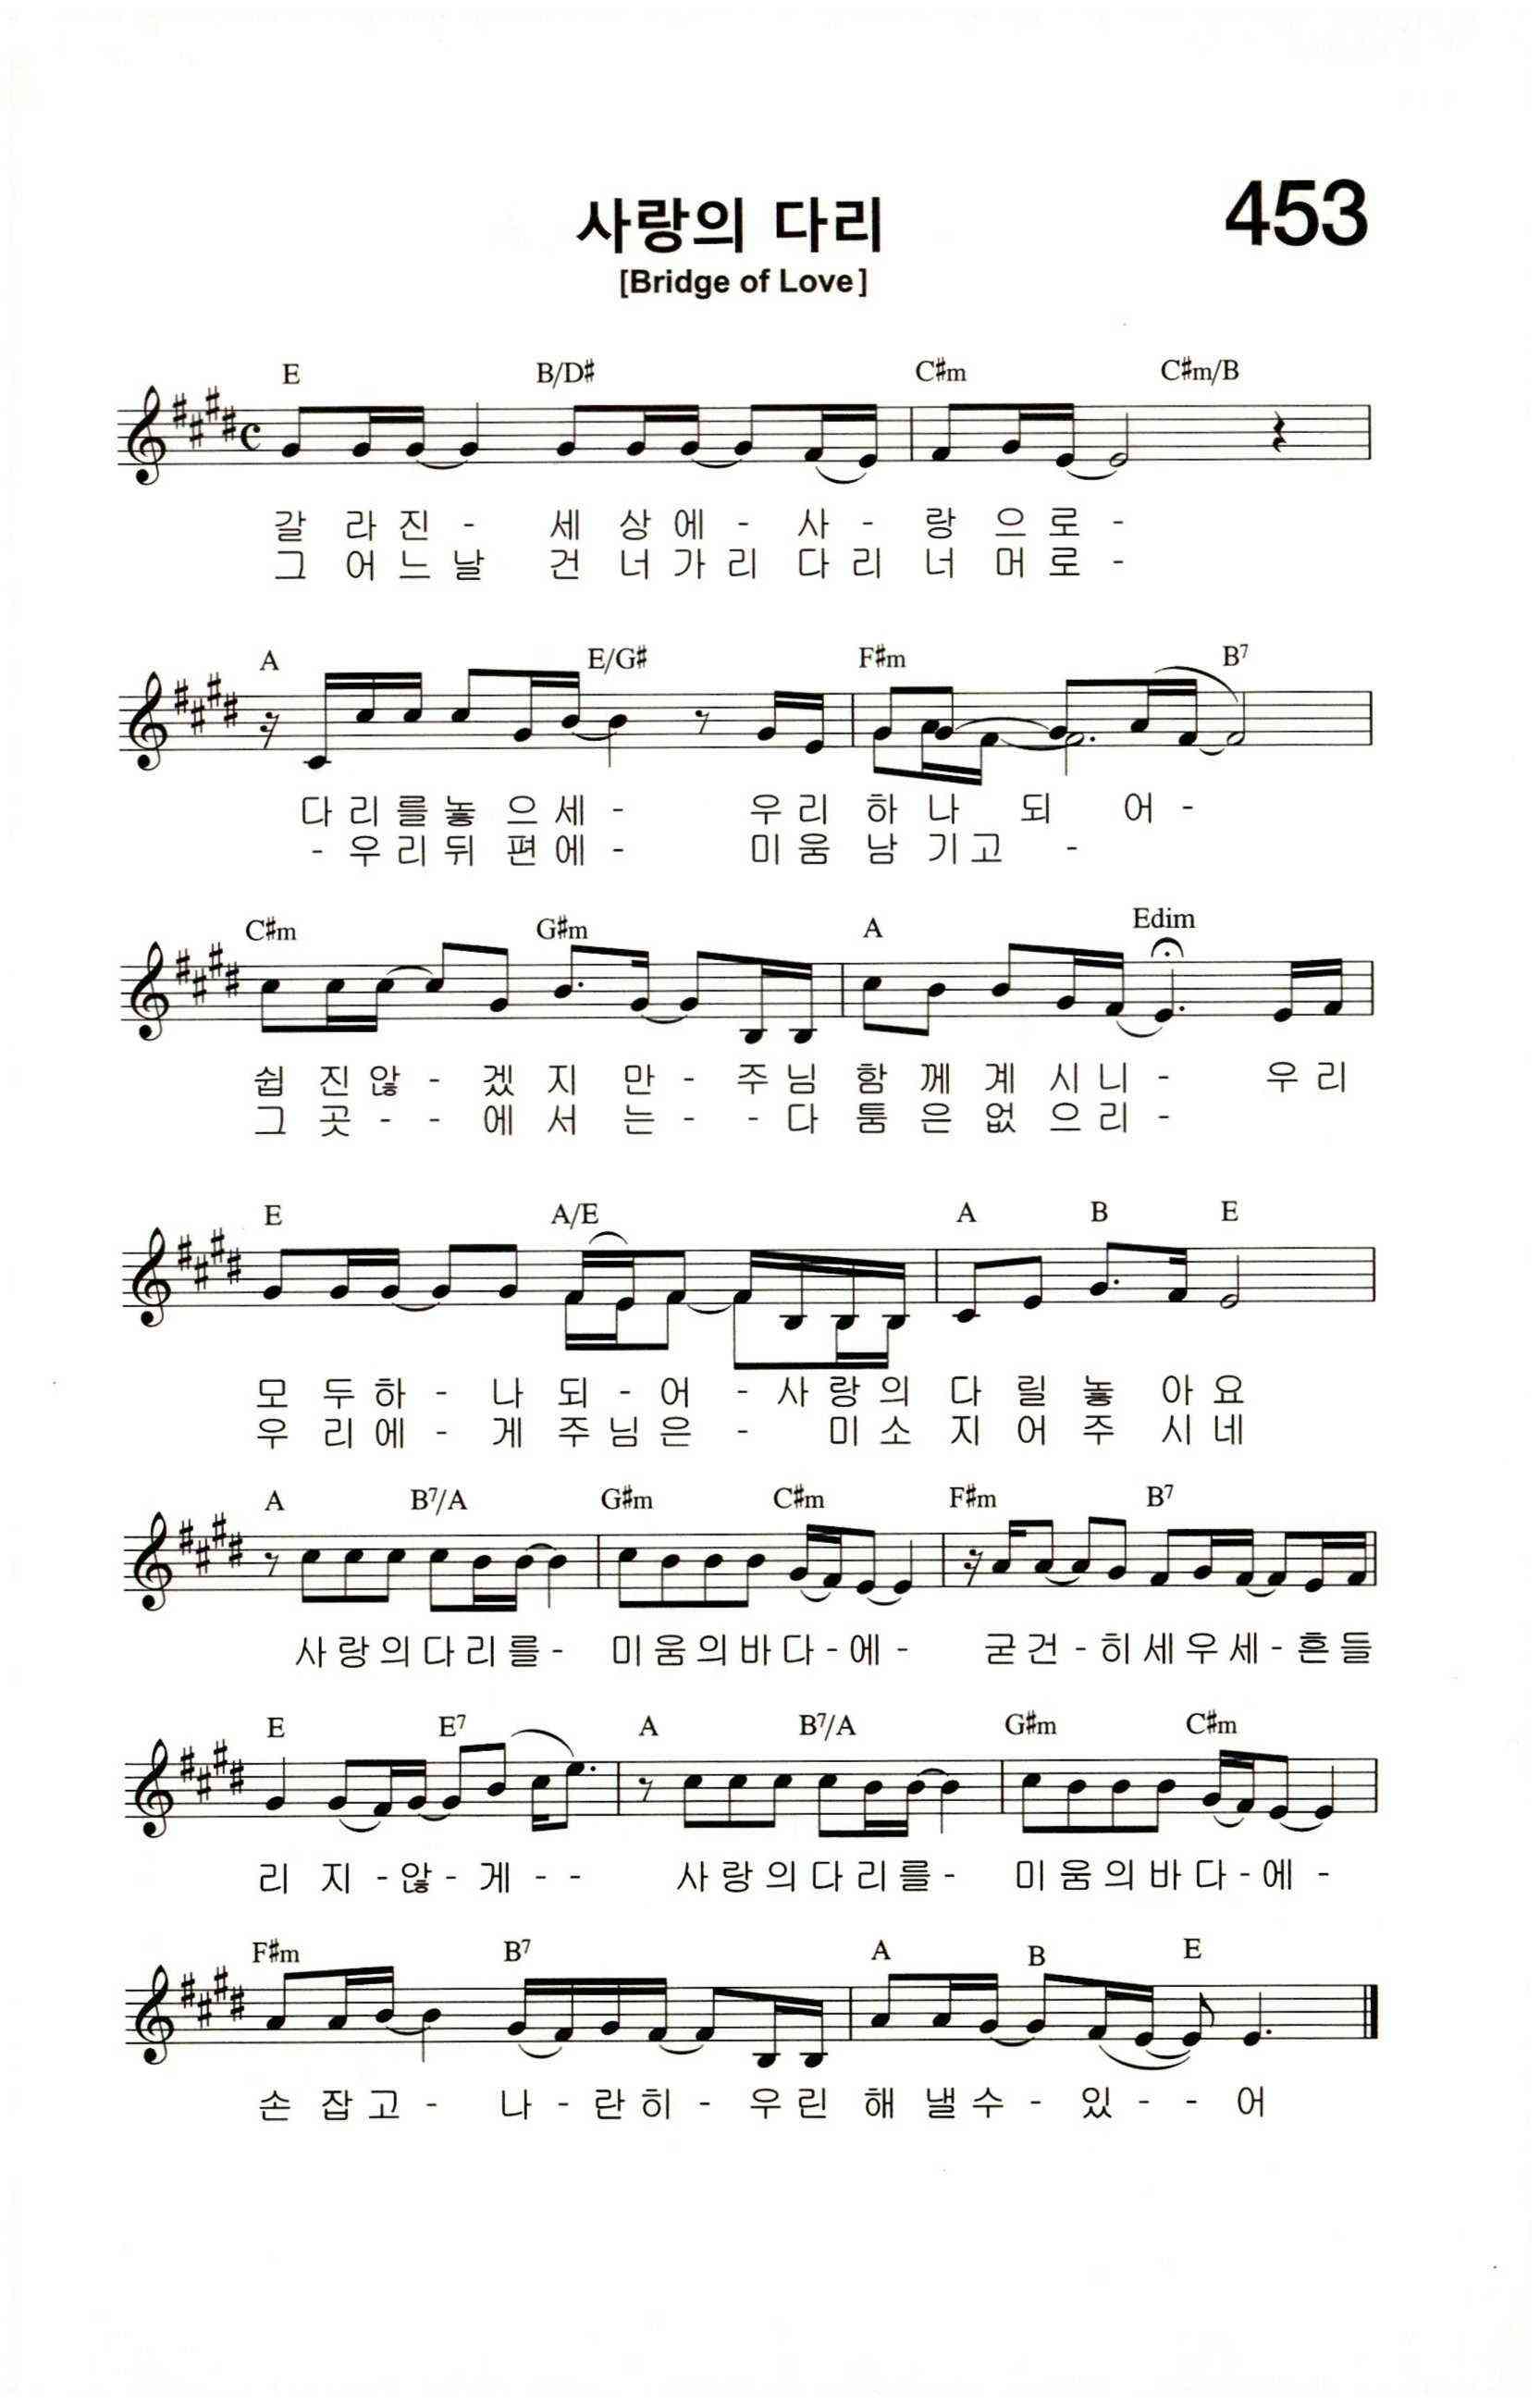 사랑의 다리
453
[Bridge of Love]
E B/D♯ C♯m C♯m/B
갈 라 진 - 세 상 에 - 사 - 랑 으 로 -
그 어 느 날 건 너 가 리 다 리 너 머 로 -
A E/G♯ F♯m B7
다 리 를 놓 으 세 - 우 리 하 나 되 어 -
- 우 리 뒤 편 에 - 미 움 남 기 고 -
C♯m G♯m A Edim
쉽 진 않 - 겠 지 만 - 주 님 함 께 계 시 니 - 우 리
그 곳 - - 에 서 는 - - 다 툼 은 없 으 리 -
E A/E A B E
모 두 하 - 나 되 - 어 - 사 랑 의 다 릴 놓 아 요
우 리 에 - 게 주 님 은 - 미 소 지 어 주 시 네
A B7/A G♯m C♯m F♯m B7
사 랑 의 다 리 를 - 미 움 의 바 다 - 에 - 굳 건 - 히 세 우 세 - 흔 들
E E7 A B7/A G♯m C♯m
리 지 - 않 - 게 - - 사 랑 의 다 리 를 - 미 움 의 바 다 - 에 -
F♯m B7 A B E
손 잡 고 - 나 - 란 히 - 우 린 해 낼 수 - 있 - - 어